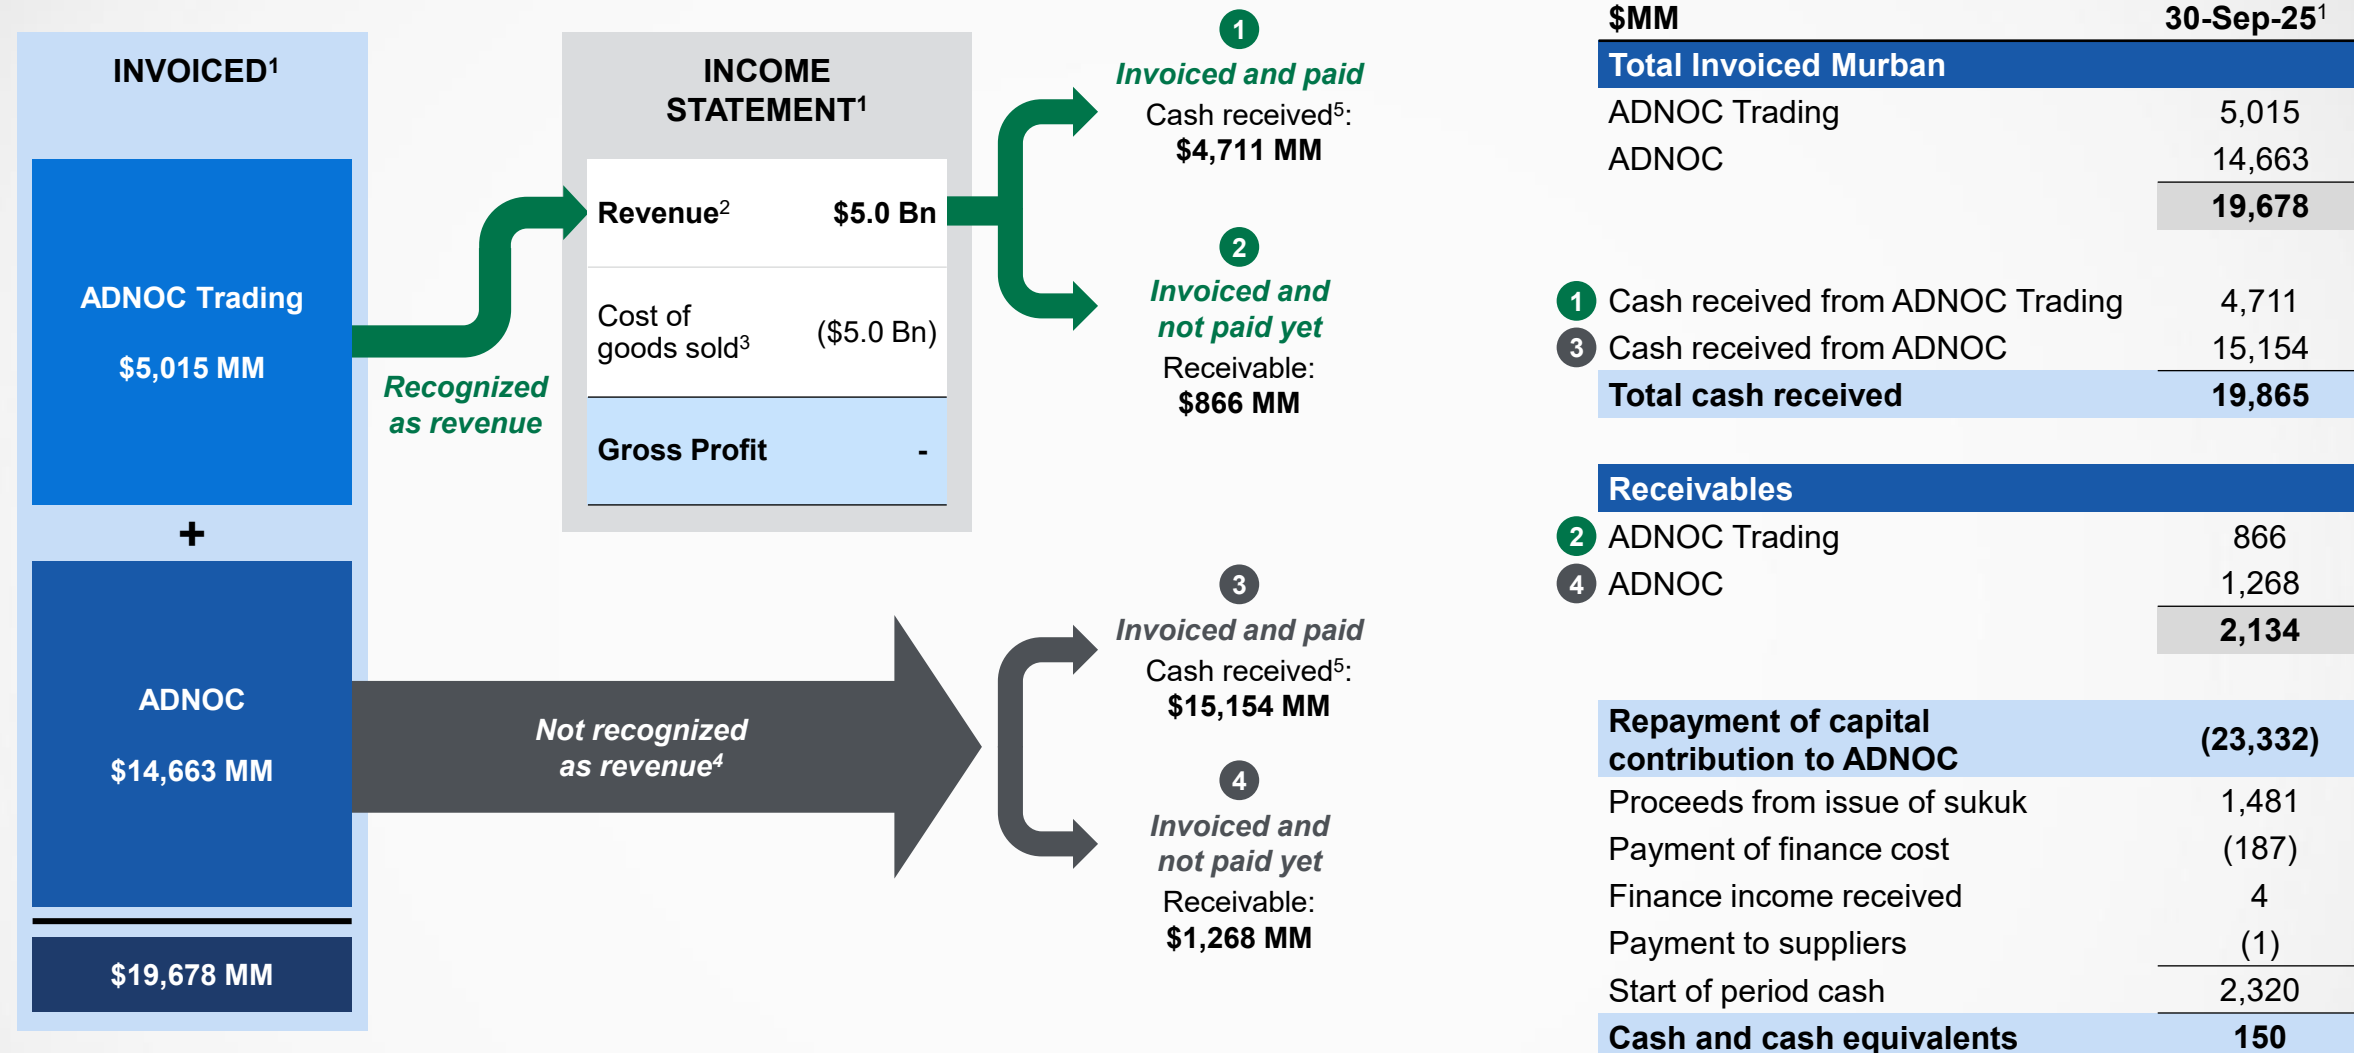 INVOICED¹
ADNOC Trading
$5,015 MM
+
ADNOC
$14,663 MM
$19,678 MM
Recognized
as revenue
INCOME
STATEMENT¹
Revenue² $5.0 Bn
Cost of
goods sold³ ($5.0 Bn)
Gross Profit -
Not recognized
as revenue⁴
1
Invoiced and paid
Cash received⁵:
$4,711 MM
2
Invoiced and
not paid yet
Receivable:
$866 MM
3
Invoiced and paid
Cash received⁵:
$15,154 MM
4
Invoiced and
not paid yet
Receivable:
$1,268 MM
$MM 30-Sep-25¹
Total Invoiced Murban
ADNOC Trading 5,015
ADNOC 14,663
19,678
1 Cash received from ADNOC Trading 4,711
3 Cash received from ADNOC 15,154
Total cash received 19,865
Receivables
2 ADNOC Trading 866
4 ADNOC 1,268
2,134
Repayment of capital
contribution to ADNOC (23,332)
Proceeds from issue of sukuk 1,481
Payment of finance cost (187)
Finance income received 4
Payment to suppliers (1)
Start of period cash 2,320
Cash and cash equivalents 150